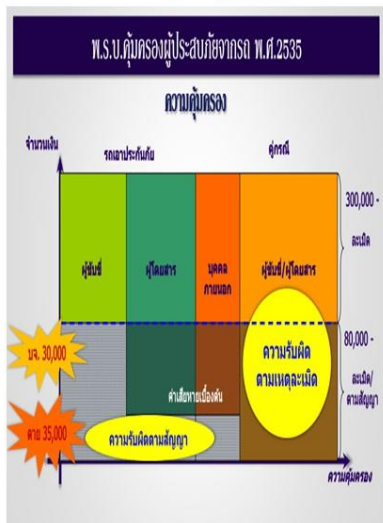 พ.ร.บ.คุ้มครองผู้ประสบภัยจากรถ พ.ศ.2535
ความคุ้มครอง
จำนวนเงิน
รถเอาประกันภัย
คู่กรณี
300,000 -
ละเมิด
ผู้ขับขี่
ผู้โดยสาร
บุคคล
ภายนอก
ผู้ขับขี่/ผู้โดยสาร
บจ. 30,000
80,000 -
ละเมิด/
ตามสัญญา
ความรับผิด
ตามเหตุละเมิด
ค่าเสียหายเบื้องต้น
ตาย 35,000
ความรับผิดตามสัญญา
ความคุ้มครอง